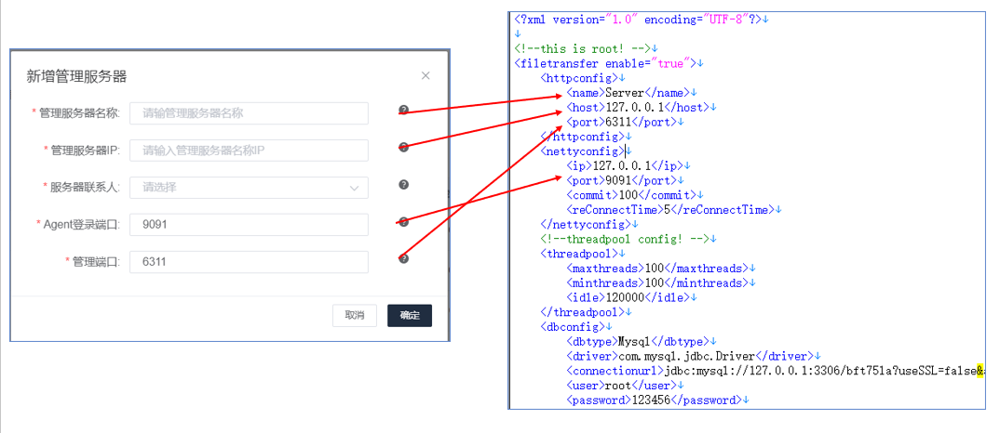 新增管理服务器
* 管理服务器名称: 请输管理服务器名称
* 管理服务器IP: 请输入管理服务器名称IP
* 服务器联系人: 请选择
* Agent登录端口: 9091
* 管理端口: 6311
取消 确定
<?xml version="1.0" encoding="UTF-8"?>↓
↓
<!--this is root! -->↓
<filetransfer enable="true">↓
<httpconfig>↓
<name>Server</name>↓
<host>127.0.0.1</host>↓
<port>6311</port>↓
</httpconfig>↓
<nettyconfig>↓
<ip>127.0.0.1</ip>↓
<port>9091</port>↓
<commit>100</commit>↓
<reConnectTime>5</reConnectTime>↓
</nettyconfig>↓
<!--threadpool config! -->↓
<threadpool>↓
<maxthreads>100</maxthreads>↓
<minthreads>100</minthreads>↓
<idle>120000</idle>↓
</threadpool>↓
<dbconfig>↓
<dbtype>Mysql</dbtype>↓
<driver>com.mysql.jdbc.Driver</driver>↓
<connectionurl>jdbc:mysql://127.0.0.1:3306/bft751a?useSSL=false&
<user>root</user>↓
<password>123456</password>↓